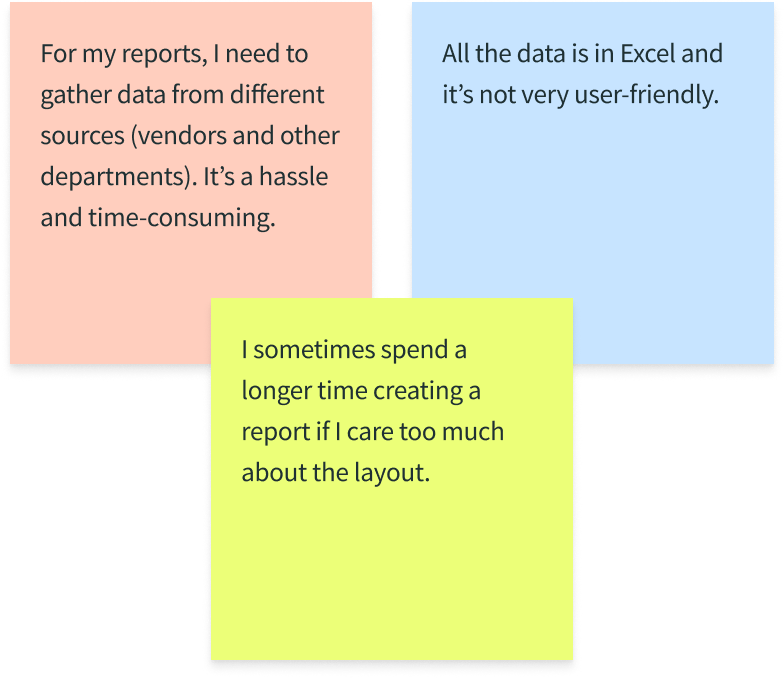 For my reports, I need to
gather data from different
sources (vendors and other
departments). It’s a hassle
and time-consuming.
All the data is in Excel and
it’s not very user-friendly.
I sometimes spend a
longer time creating a
report if I care too much
about the layout.